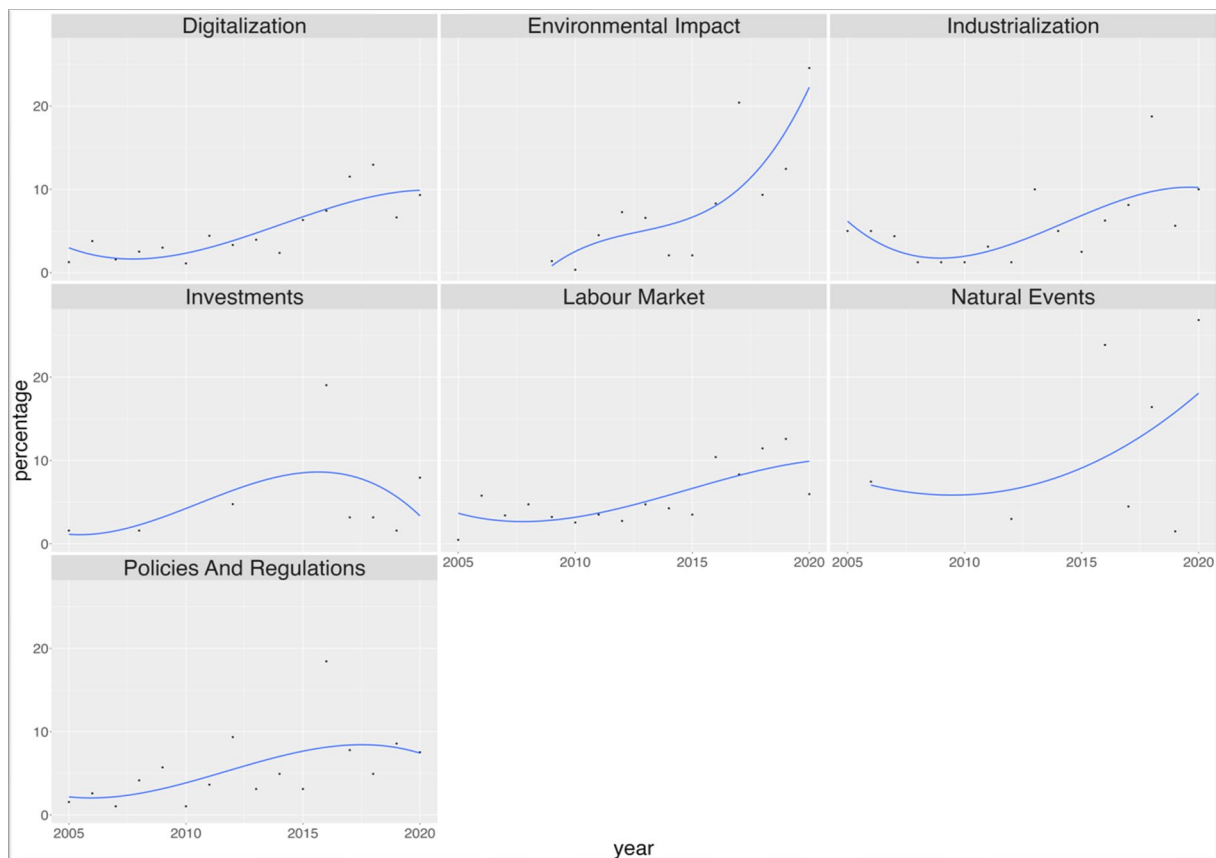 Digitalization
Environmental Impact
Industrialization
20
10
0
Investments
Labour Market
Natural Events
percentage
20
10
0
2005
2010
2015
2020
2005
2010
2015
2020
Policies And Regulations
20
10
0
2005
2010
2015
2020
year